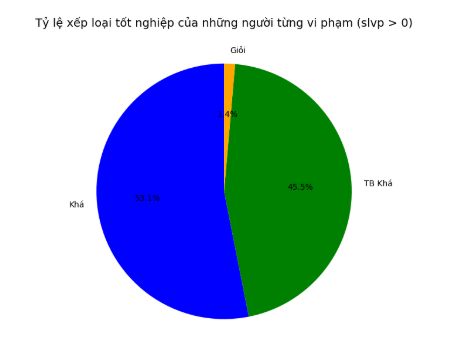 Tỷ lệ xếp loại tốt nghiệp của những người từng vi phạm (slvp > 0)
Giỏi
1.4%
TB Khá
45.5%
53.1%
Khá